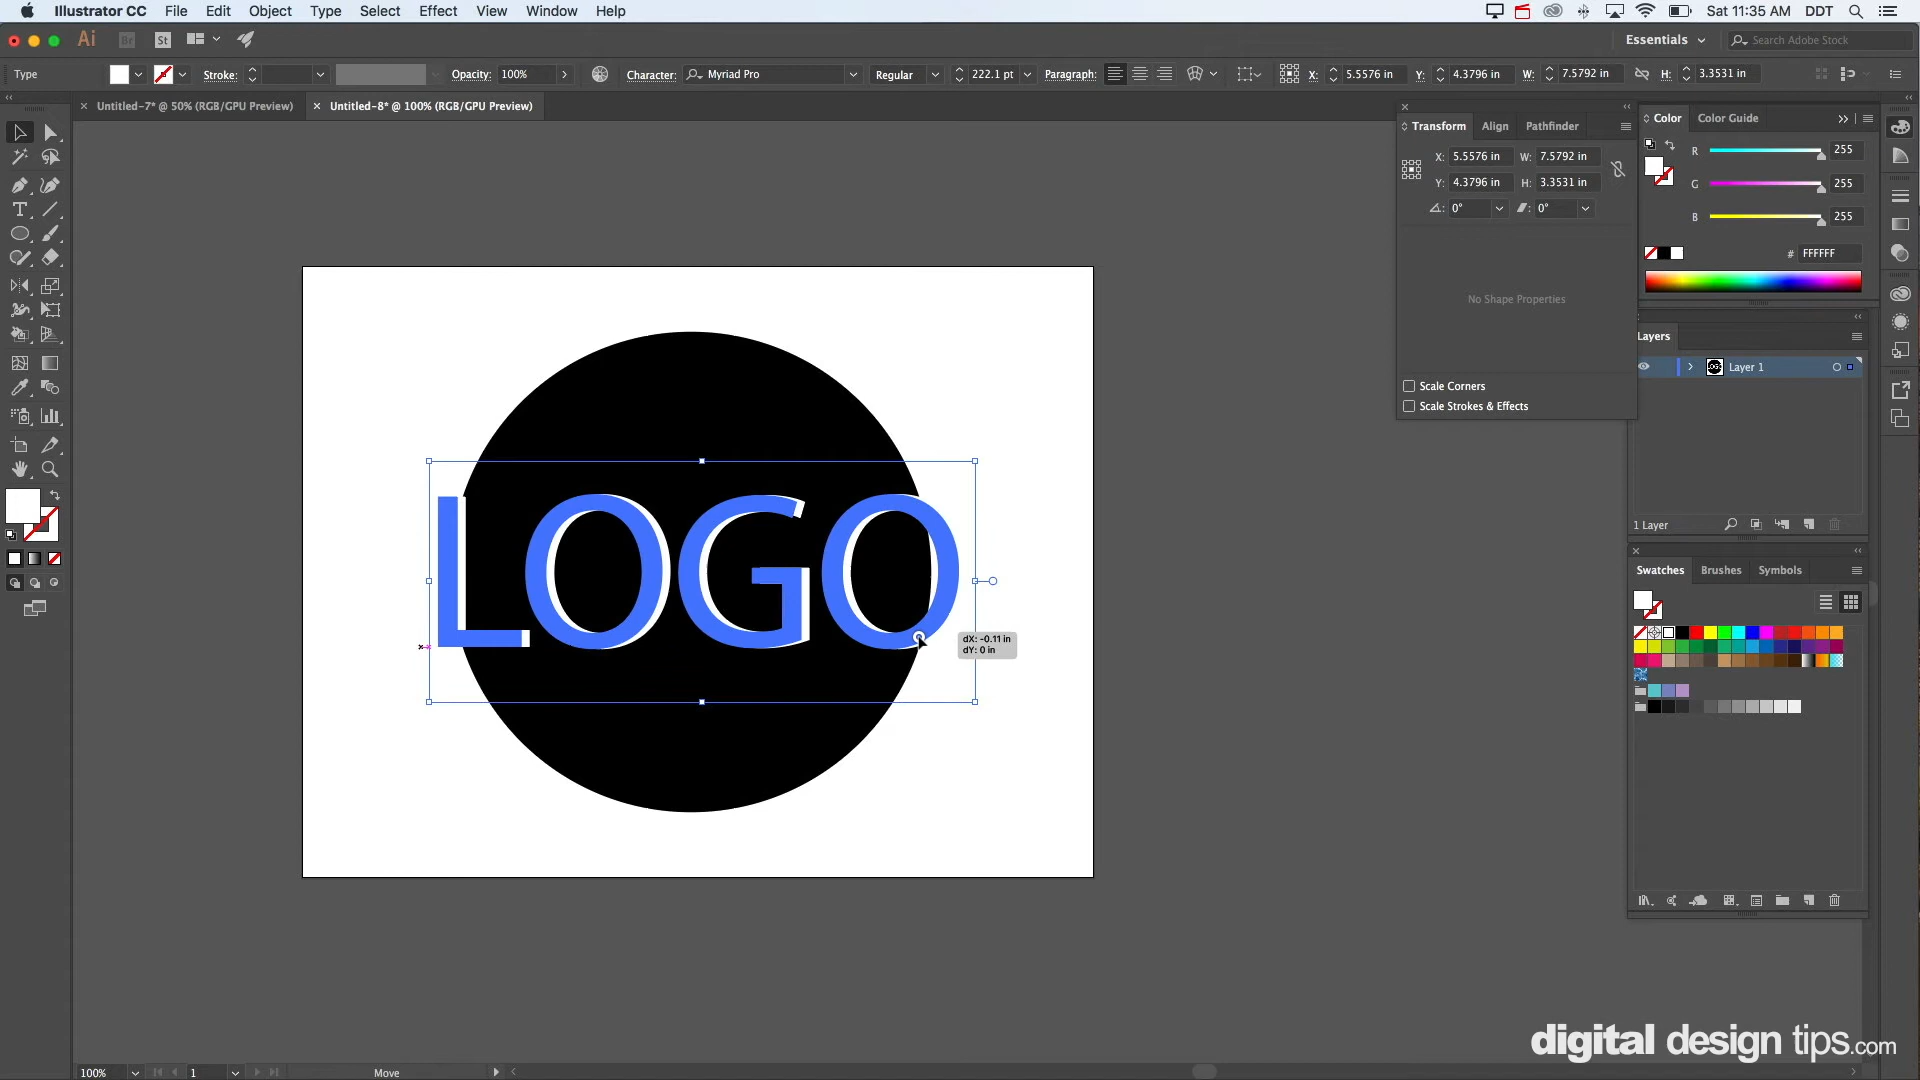 Illustrator CC File Edit Object Type Select Effect View Window Help Sat 11:35 AM DDT
Ai Br St Essentials Search Adobe Stock
Type Stroke: Opacity: 100% Character: Myriad Pro Regular 222.1 pt Paragraph: X: 5.5576 in Y: 4.3796 in W: 7.5792 in H: 3.3531 in
Untitled-7* @ 50% (RGB/GPU Preview) Untitled-8* @ 100% (RGB/GPU Preview)
Transform Align Pathfinder
X: 5.5576 in W: 7.5792 in
Y: 4.3796 in H: 3.3531 in
0° 0°
No Shape Properties
Scale Corners
Scale Strokes & Effects
Color Color Guide
R 255
G 255
B 255
# FFFFFF
Layers
Layer 1
1 Layer
Swatches Brushes Symbols
LOGO
dX: -0.11 in
dY: 0 in
100% 1 Move
digital design tips.com